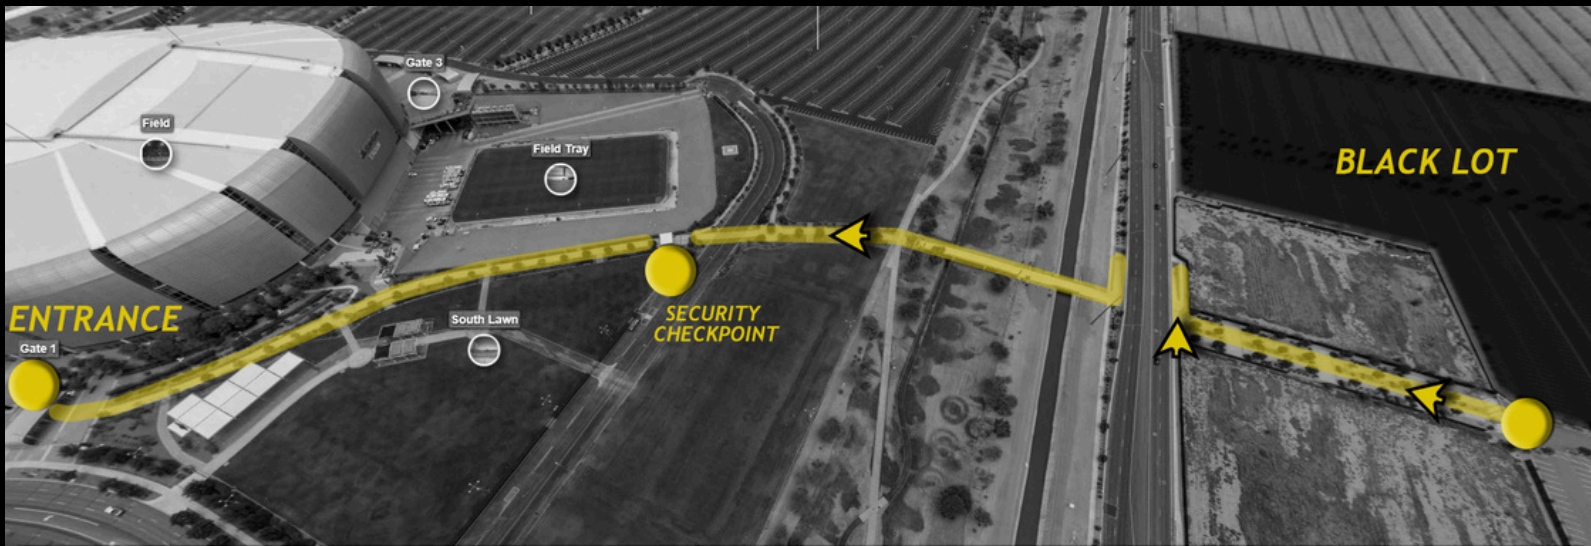 Gate 3
Field
Field Tray
BLACK LOT
ENTRANCE
Gate 1
South Lawn
SECURITY
CHECKPOINT